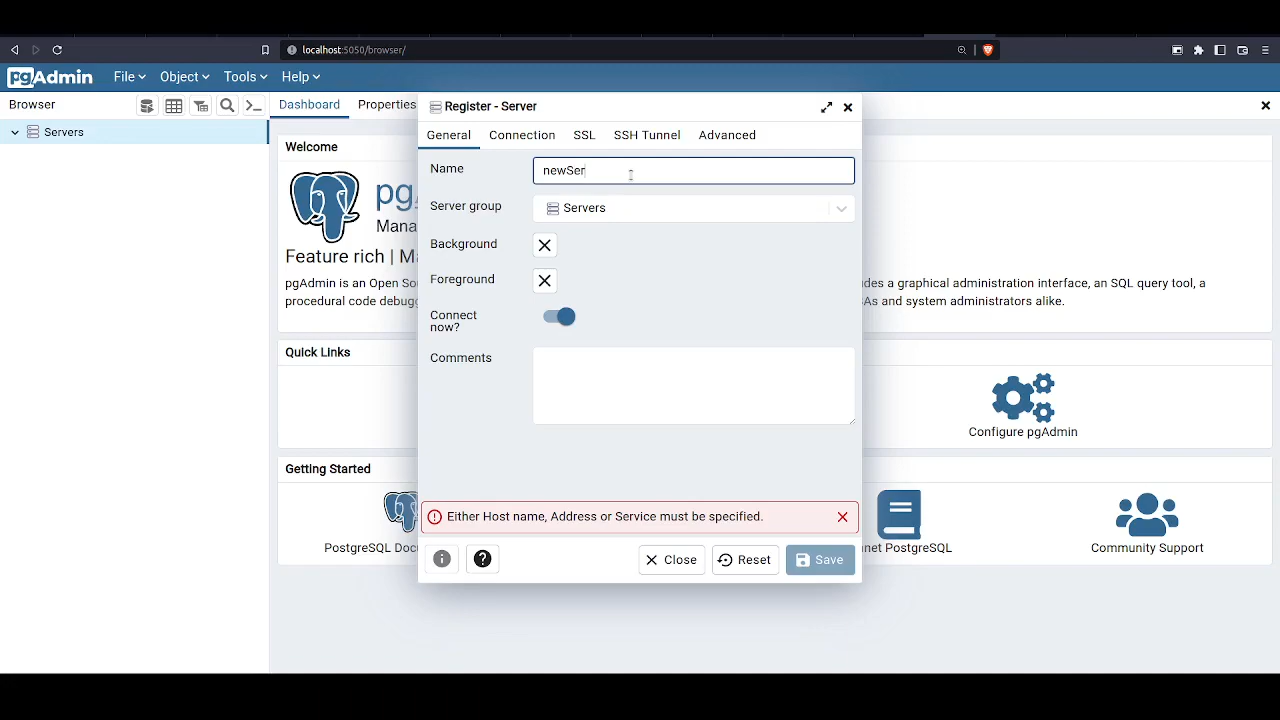 localhost:5050/browser/
pgAdmin File Object Tools Help
Browser
Dashboard Properties
Servers
Welcome
pg
Mana
Feature rich | Ma
pgAdmin is an Open So
procedural code debugg
des a graphical administration interface, an SQL query tool, a
As and system administrators alike.
Quick Links
Configure pgAdmin
Getting Started
PostgreSQL Docu
net PostgreSQL
Community Support
Register - Server
General Connection SSL SSH Tunnel Advanced
Name newSer
Server group Servers
Background
Foreground
Connect
now?
Comments
Either Host name, Address or Service must be specified.
Close Reset Save